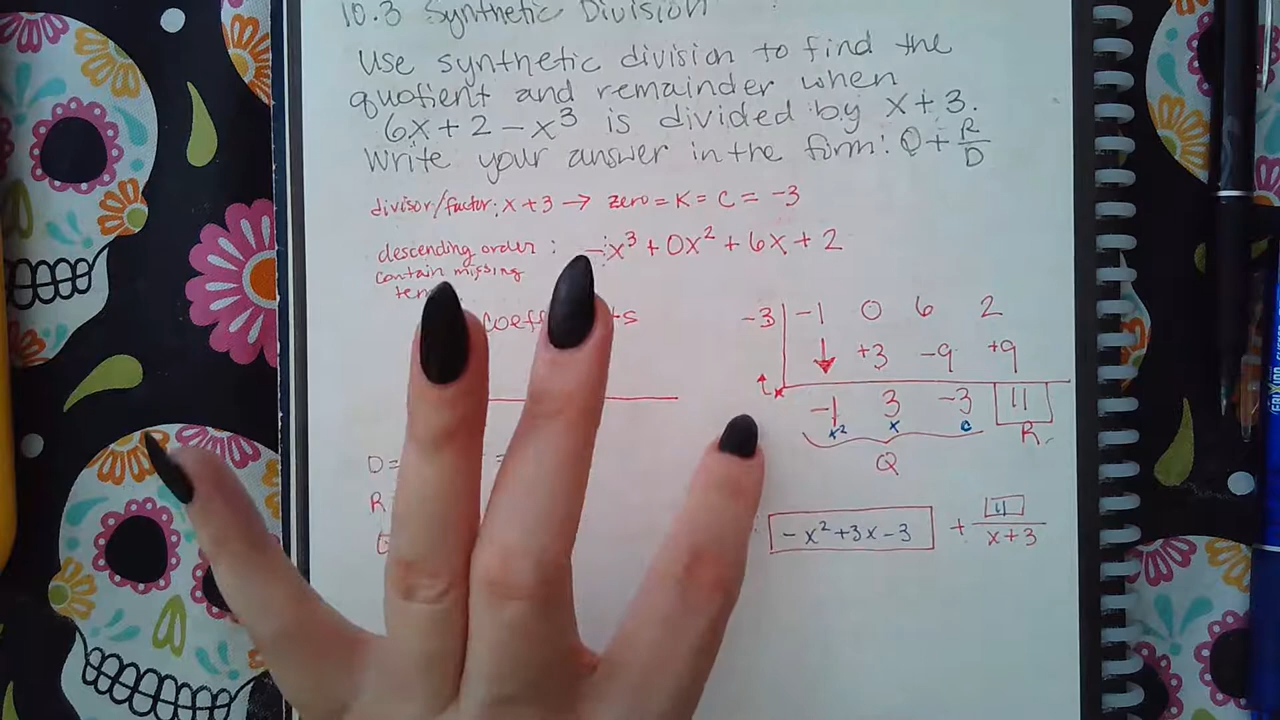 10.3 Synthetic Division
Use synthetic division to find the
quotient and remainder when
6x + 2 - x³ is divided by x + 3.
Write your answer in the form: Q + R/D
divisor/factor: x + 3 → zero = K = C = -3
descending order: -x³ + 0x² + 6x + 2
contain missing
-3 -1 0 6 2
+3 -9 +9
-1 3 -3 11
x² x c R
Q
D =
R
-x² + 3x - 3 + 11/x + 3